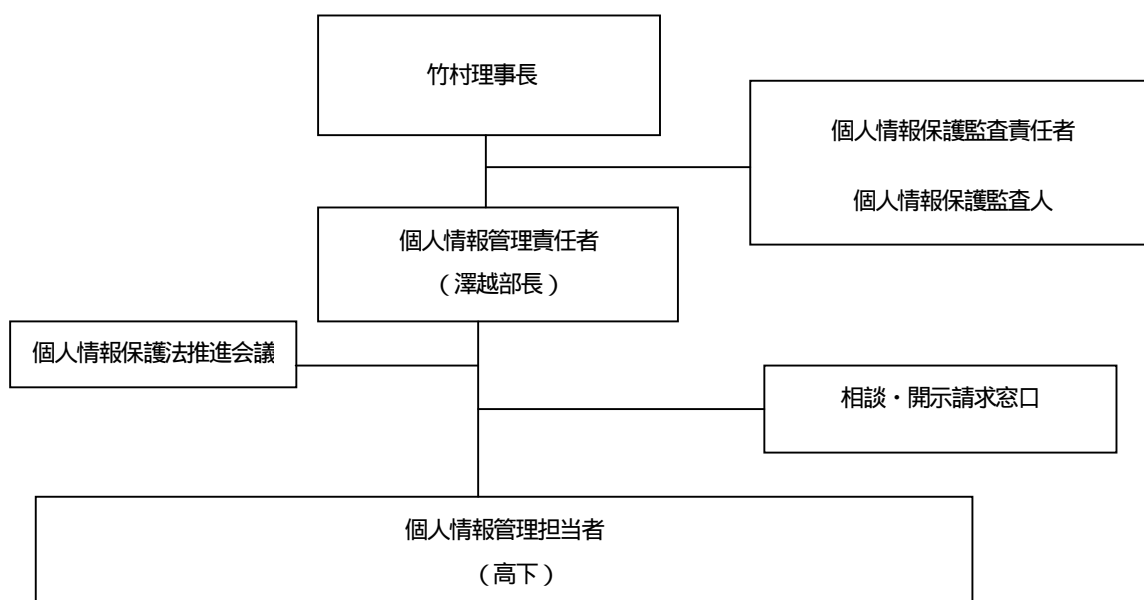 竹村理事長
個人情報保護監査責任者
個人情報保護監査人
個人情報管理責任者
（澤越部長）
個人情報保護法推進会議
相談・開示請求窓口
個人情報管理担当者
（高下）